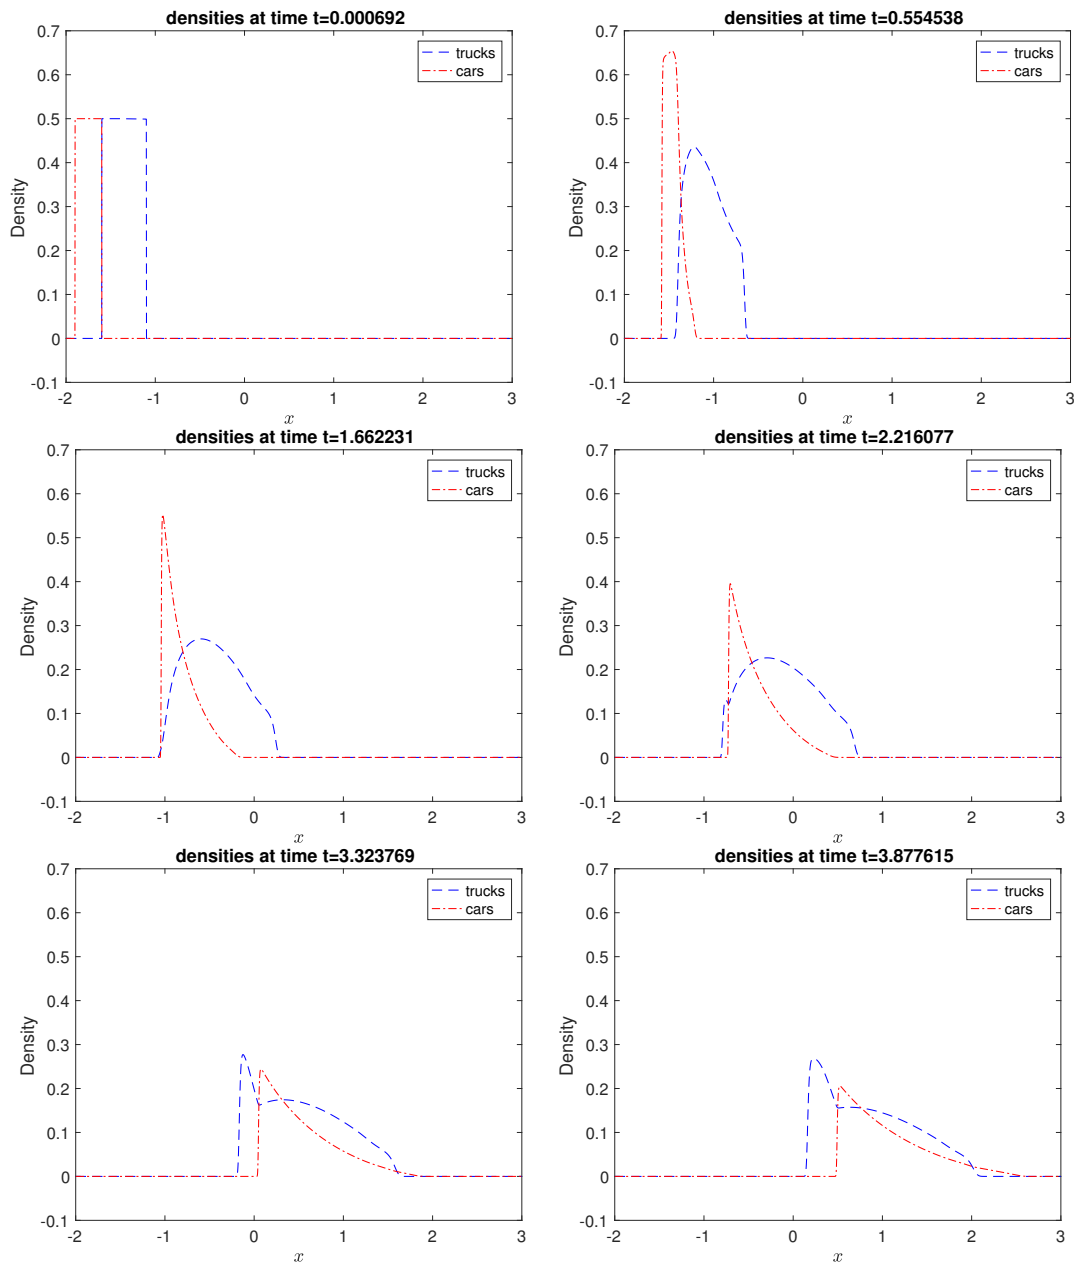 densities at time t=0.000692
0.7
0.6
0.5
0.4
0.3
0.2
0.1
0
-0.1
Density
trucks
cars
-2 -1 0 1 2 3
x
densities at time t=0.554538
0.7
0.6
0.5
0.4
0.3
0.2
0.1
0
-0.1
Density
trucks
cars
-2 -1 0 1 2 3
x
densities at time t=1.662231
0.7
0.6
0.5
0.4
0.3
0.2
0.1
0
-0.1
Density
trucks
cars
-2 -1 0 1 2 3
x
densities at time t=2.216077
0.7
0.6
0.5
0.4
0.3
0.2
0.1
0
-0.1
Density
trucks
cars
-2 -1 0 1 2 3
x
densities at time t=3.323769
0.7
0.6
0.5
0.4
0.3
0.2
0.1
0
-0.1
Density
trucks
cars
-2 -1 0 1 2 3
x
densities at time t=3.877615
0.7
0.6
0.5
0.4
0.3
0.2
0.1
0
-0.1
Density
trucks
cars
-2 -1 0 1 2 3
x